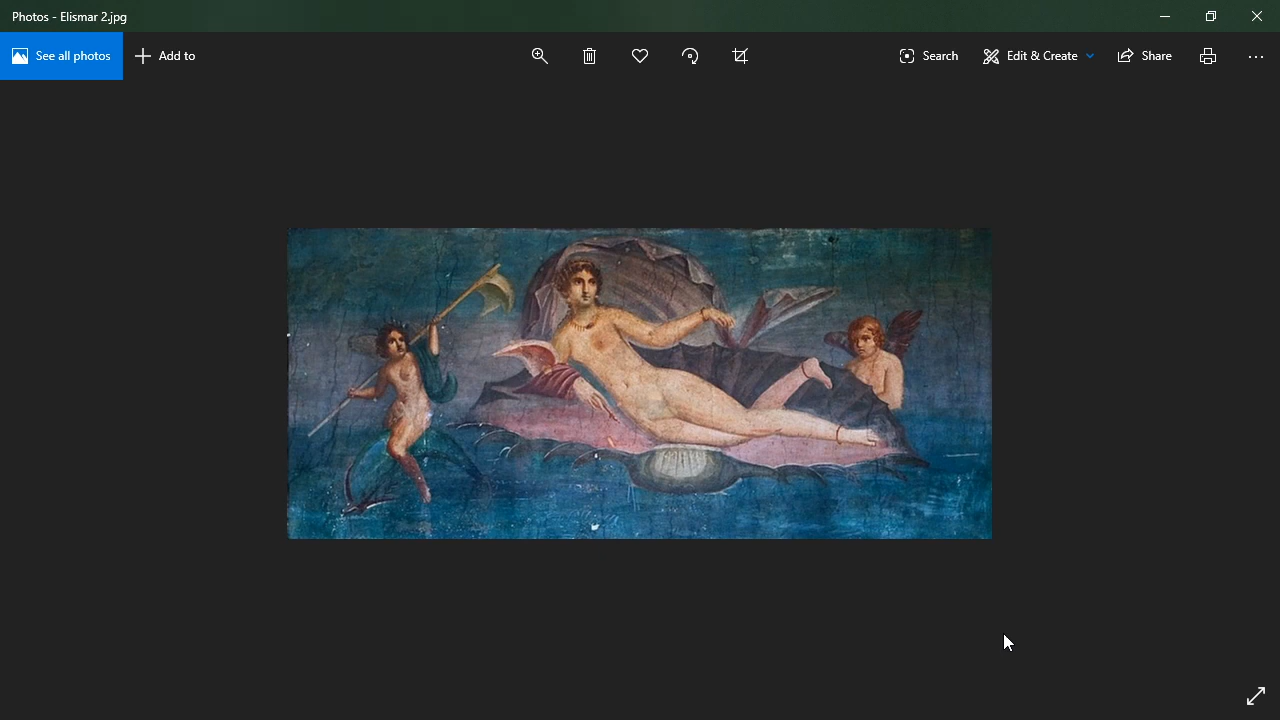 Photos - Elismar 2.jpg
See all photos
Add to
Search
Edit & Create
Share